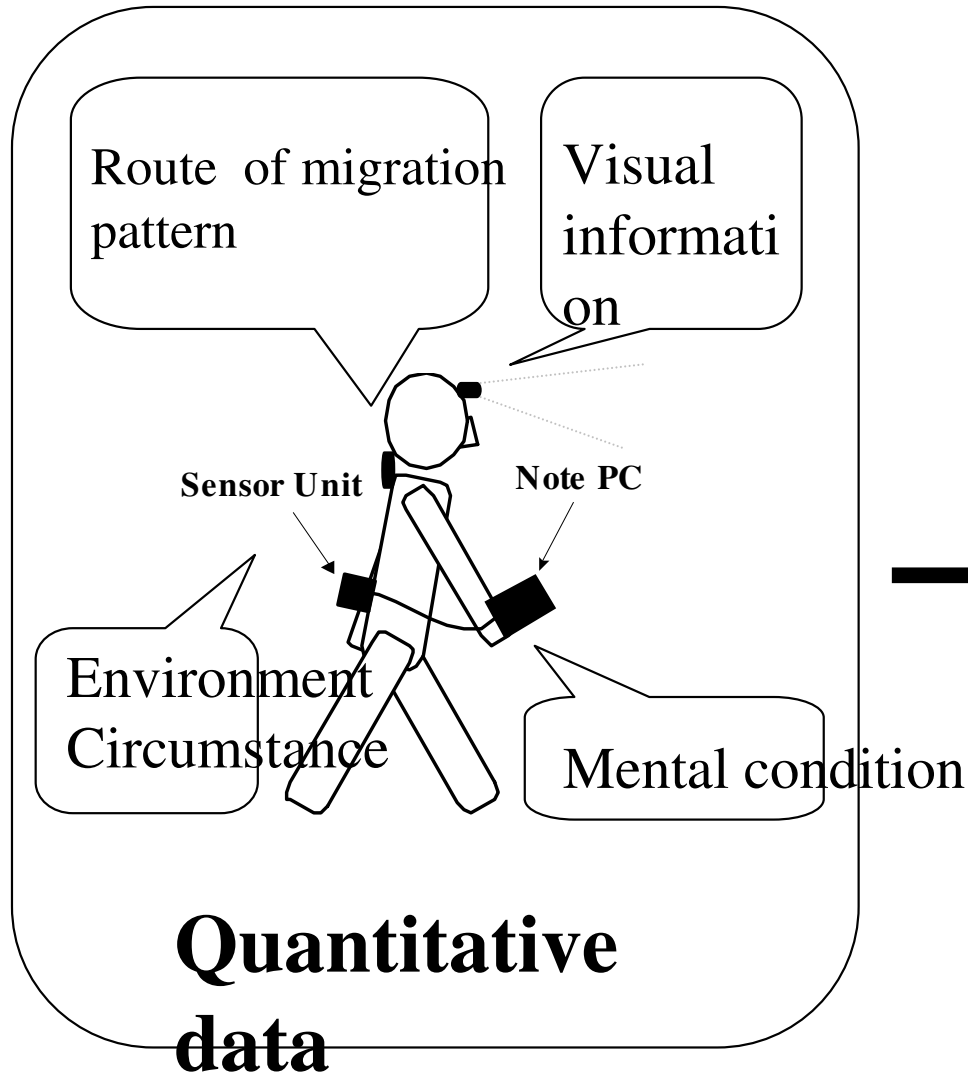 Route of migration
pattern
Visual
informati
on
Sensor Unit
Note PC
Environment
Circumstance
Mental condition
Quantitative
data